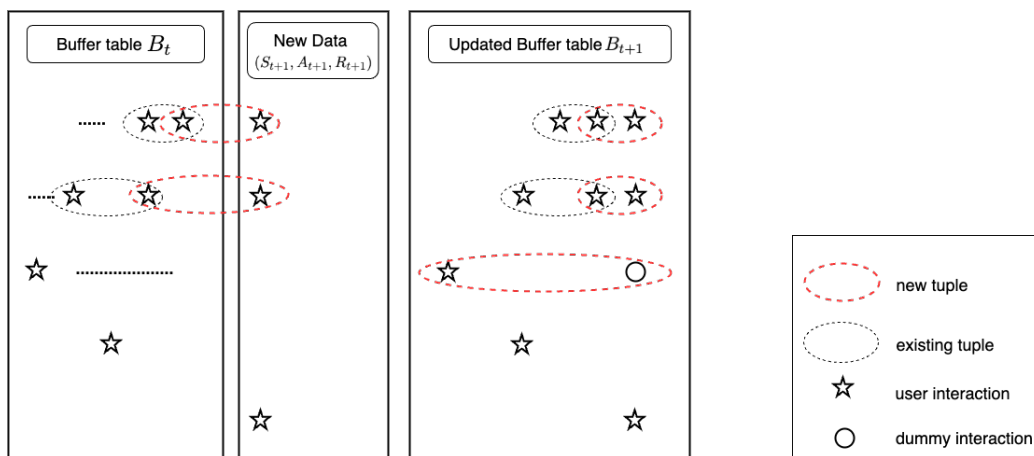 Buffer table $B_t$
New Data
$(S_{t+1}, A_{t+1}, R_{t+1})$
Updated Buffer table $B_{t+1}$
new tuple
existing tuple
user interaction
dummy interaction